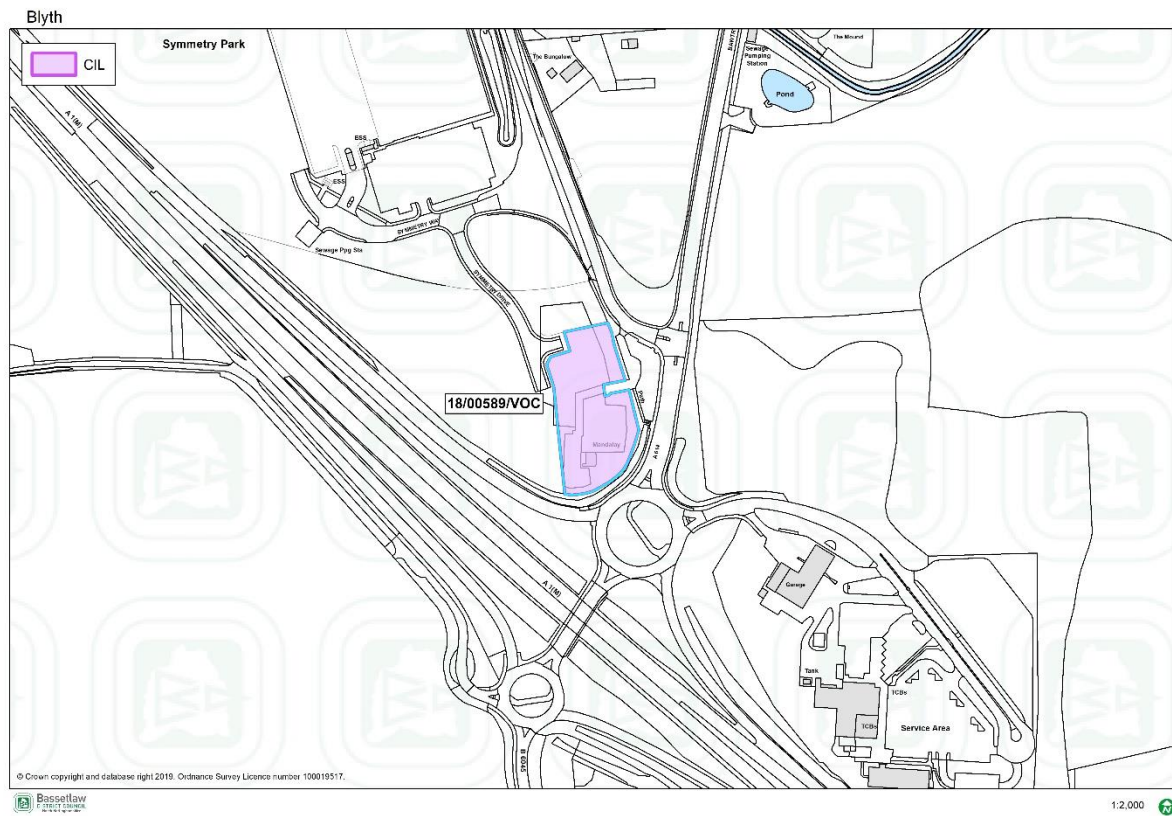 Blyth
CIL
Symmetry Park
The Bungalow
Sewage
Pumping
Station
The Mound
Pond
A 1(M)
ESS
ESS
SYMMETRY WAY
Sewage Ppg Sta
SYMMETRY DRIVE
18/00589/VOC
Mandalay
A 614
A 1(M)
Garage
Tank
TCBs
TCBs
Service Area
B 6045
© Crown copyright and database right 2019. Ordnance Survey Licence number 100019517.
Bassetlaw
DISTRICT COUNCIL
1:2,000